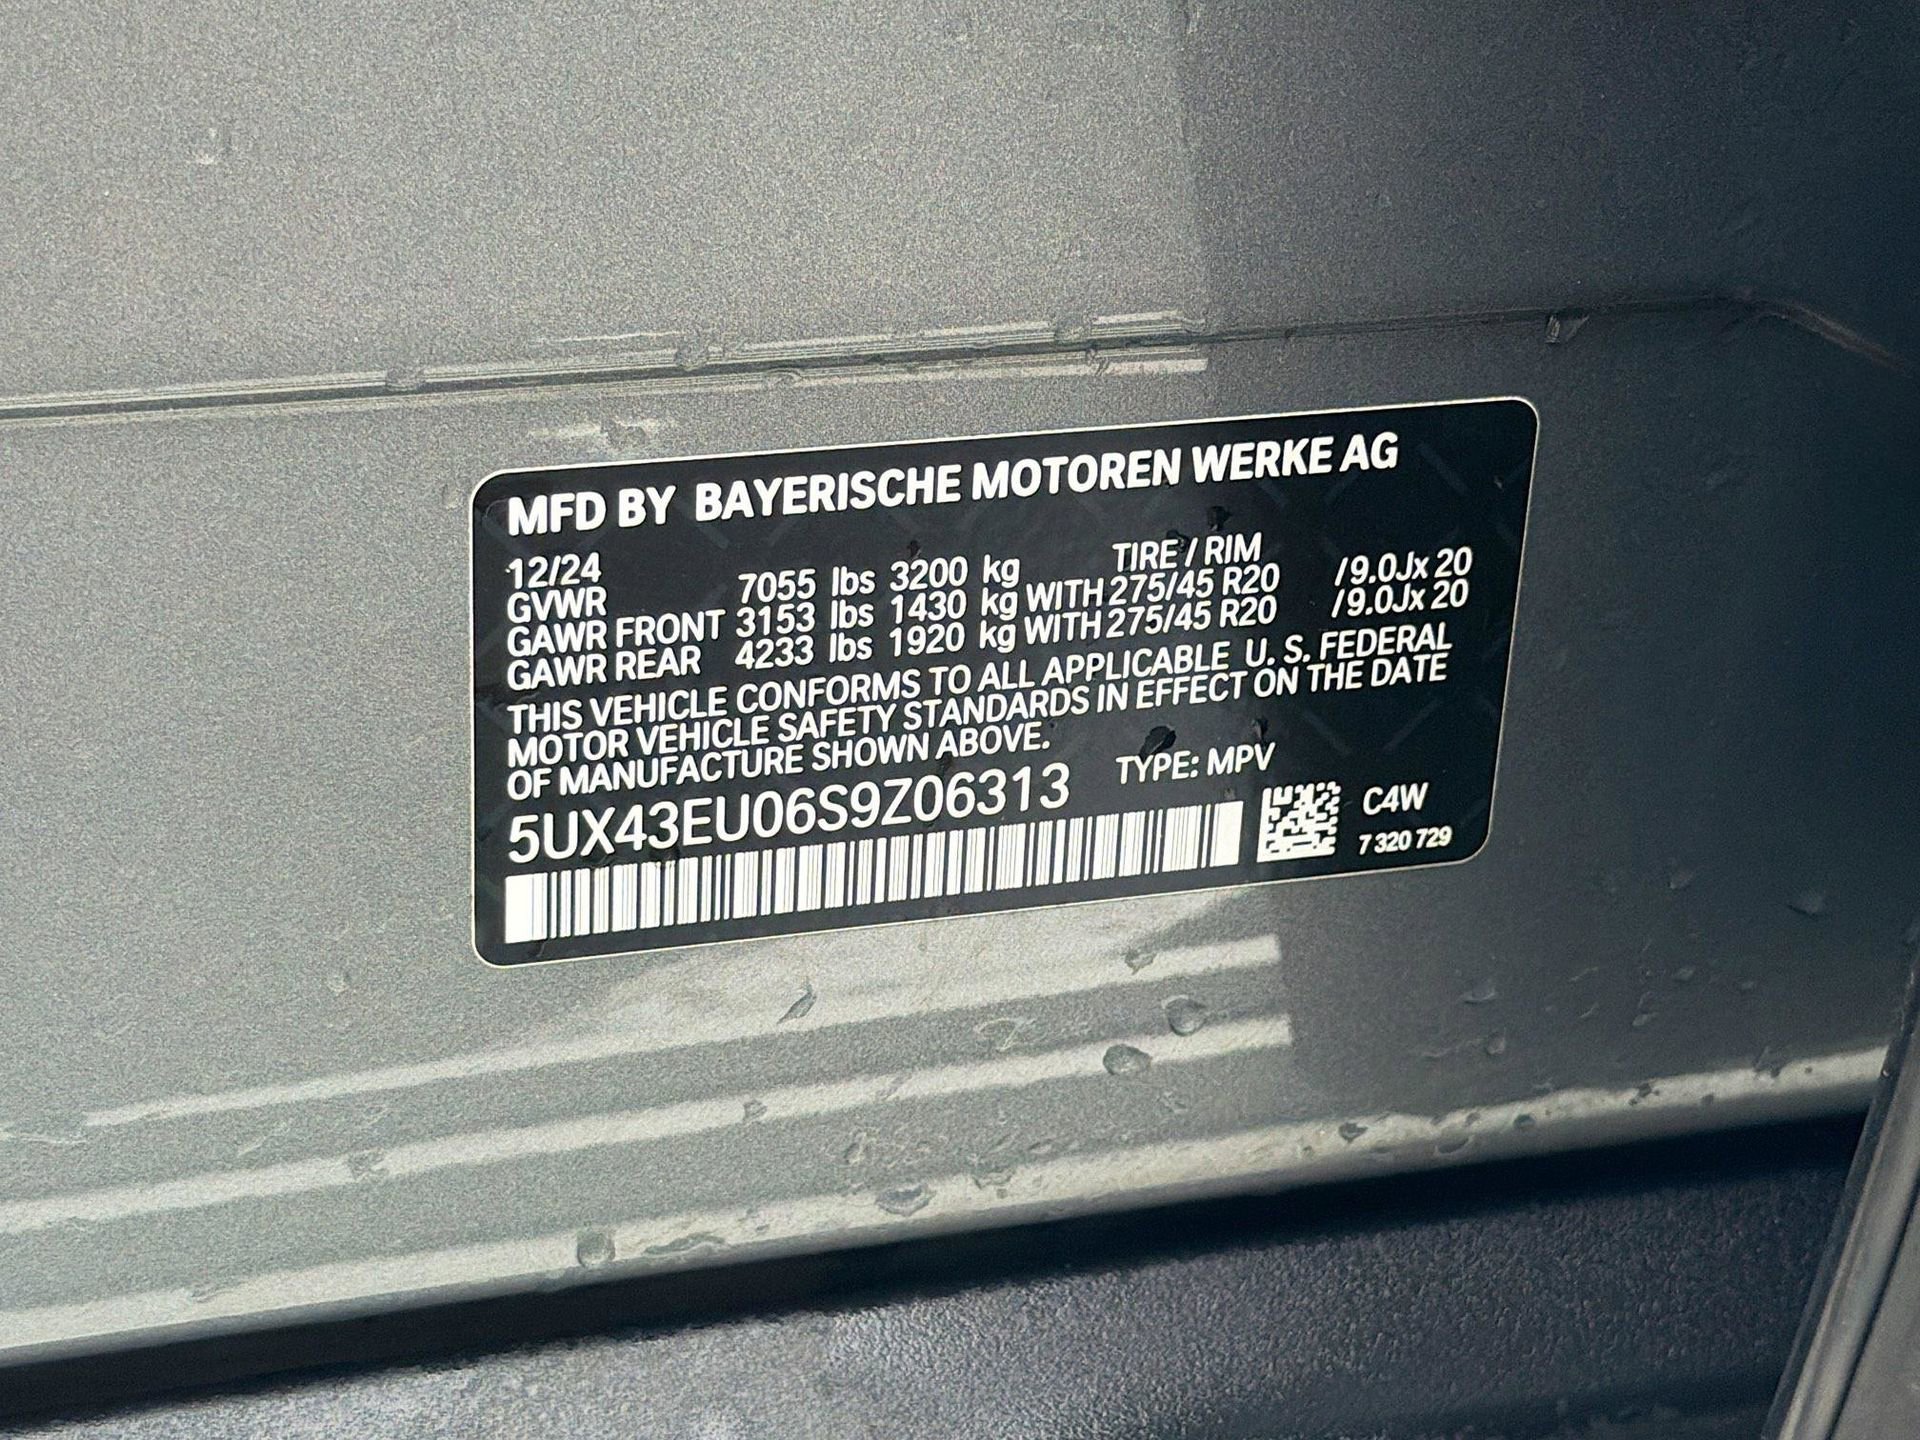 MFD BY BAYERISCHE MOTOREN WERKE AG
12/24 TIRE / RIM
GVWR 7055 lbs 3200 kg
GAWR FRONT 3153 lbs 1430 kg WITH 275/45 R20 /9.0Jx 20
GAWR REAR 4233 lbs 1920 kg WITH 275/45 R20 /9.0Jx 20
THIS VEHICLE CONFORMS TO ALL APPLICABLE U. S. FEDERAL
MOTOR VEHICLE SAFETY STANDARDS IN EFFECT ON THE DATE
OF MANUFACTURE SHOWN ABOVE.
TYPE: MPV
5UX43EU06S9Z06313
C4W
7 320 729